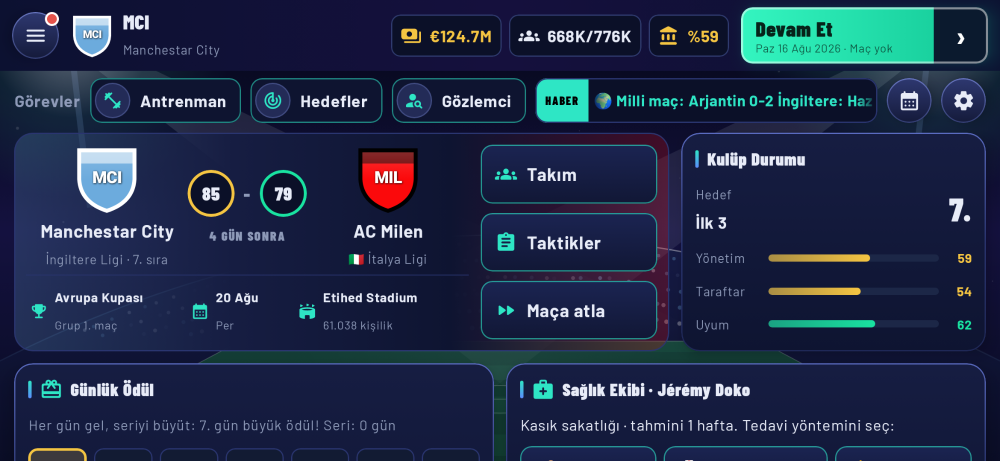 MCI
MCI
Manchestar City
€124.7M
668K/776K
%59
Devam Et
Paz 16 Ağu 2026 · Maç yok
Görevler
Antrenman
Hedefler
Gözlemci
HABER
Milli maç: Arjantin 0-2 İngiltere: Haz
MCI
85 - 79
MIL
Manchestar City
4 GÜN SONRA
AC Milen
İngiltere Ligi · 7. sıra
İtalya Ligi
Avrupa Kupası
Grup 1. maç
20 Ağu
Per
Etihed Stadium
61.038 kişilik
Takım
Taktikler
Maça atla
Kulüp Durumu
Hedef
İlk 3
7.
Yönetim 59
Taraftar 54
Uyum 62
Günlük Ödül
Her gün gel, seriyi büyüt: 7. gün büyük ödül! Seri: 0 gün
Sağlık Ekibi · Jérémy Doko
Kasık sakatlığı · tahmini 1 hafta. Tedavi yöntemini seç: